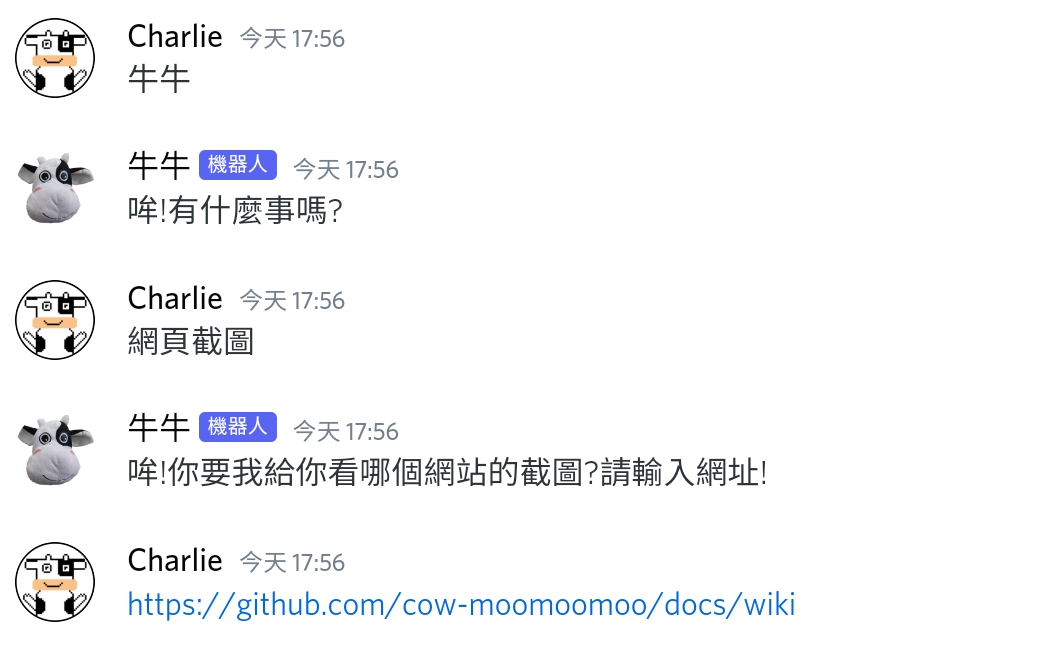 Charlie 今天 17:56
牛牛
牛牛 機器人 今天 17:56
哞!有什麼事嗎?
Charlie 今天 17:56
網頁截圖
牛牛 機器人 今天 17:56
哞!你要我給你看哪個網站的截圖?請輸入網址!
Charlie 今天 17:56
https://github.com/cow-moomoomoo/docs/wiki